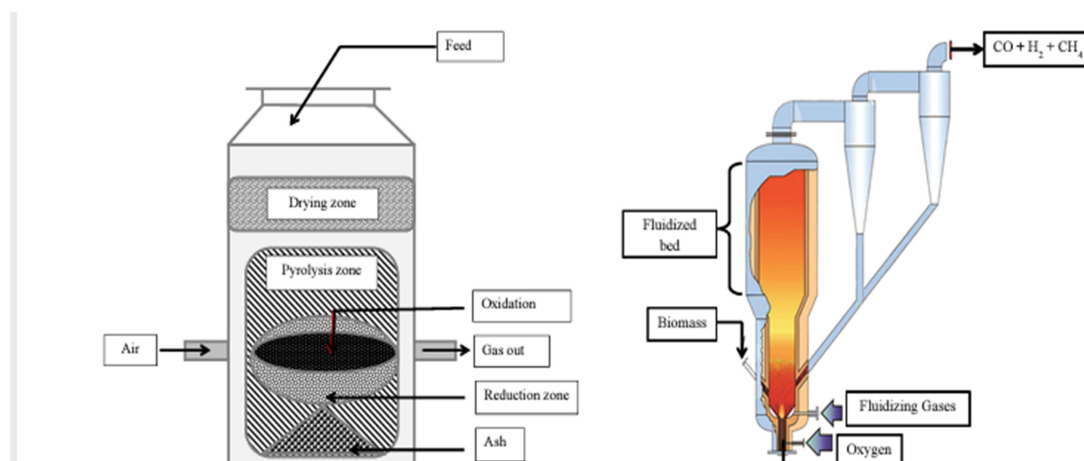 Feed
Drying zone
Pyrolysis zone
Oxidation
Air
Gas out
Reduction zone
Ash
CO + H₂ + CH₄
Fluidized
bed
Biomass
Fluidizing Gases
Oxygen